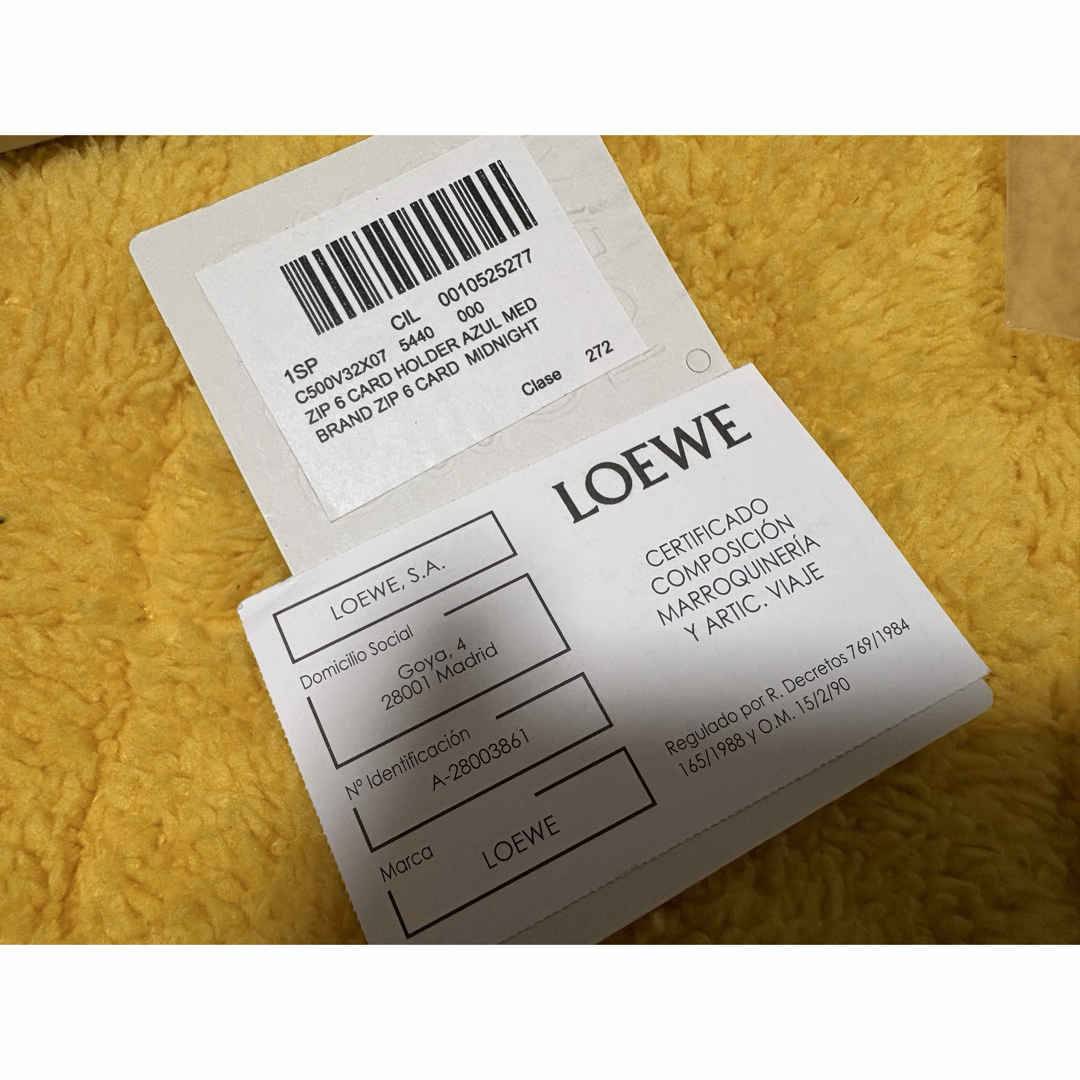 1SP CIL 0010525277
C500V32X07 5440 000
ZIP 6 CARD HOLDER AZUL MED
BRAND ZIP 6 CARD MIDNIGHT
Clase 272
LOEWE
CERTIFICADO
COMPOSICIÓN
MARROQUINERÍA
Y ARTIC. VIAJE
Regulado por R. Decretos 769/1984
165/1988 y O.M. 15/2/90
LOEWE, S.A.
Domicilio Social
Goya, 4
28001 Madrid
Nº Identificación
A-28003861
Marca
LOEWE